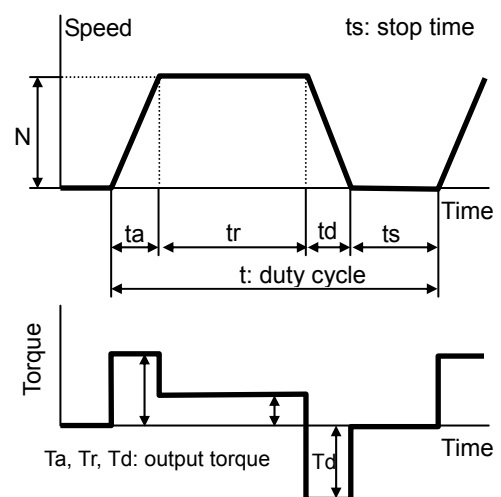 Speed
ts: stop time
N
Time
ta
tr
td
ts
t: duty cycle
Torque
Time
Ta, Tr, Td: output torque
Td